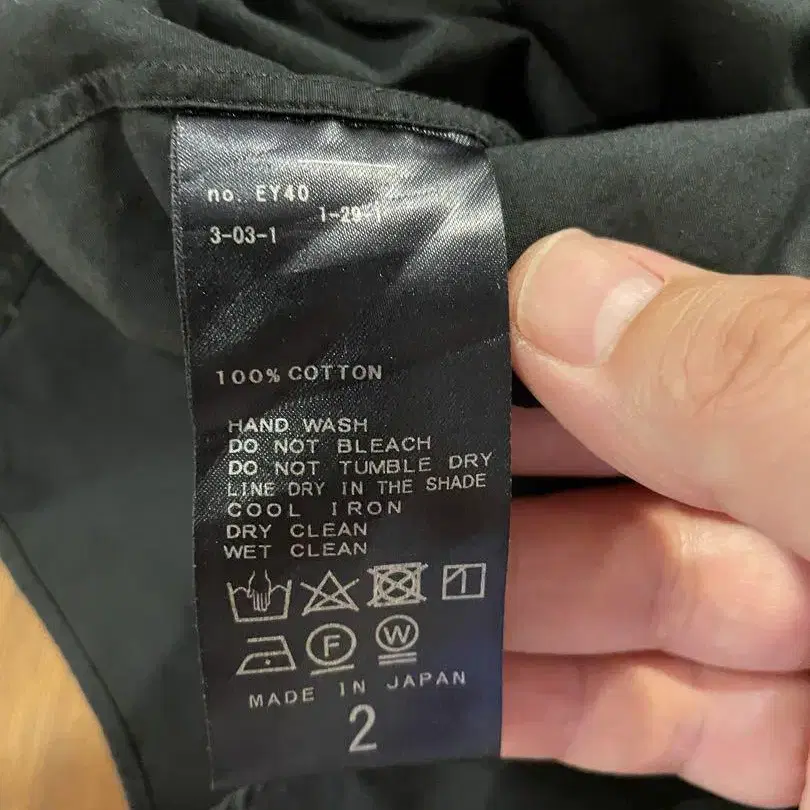 no. EY40
1-29-1
3-03-1
100% COTTON
HAND WASH
DO NOT BLEACH
DO NOT TUMBLE DRY
LINE DRY IN THE SHADE
COOL IRON
DRY CLEAN
WET CLEAN
F
W
MADE IN JAPAN
2